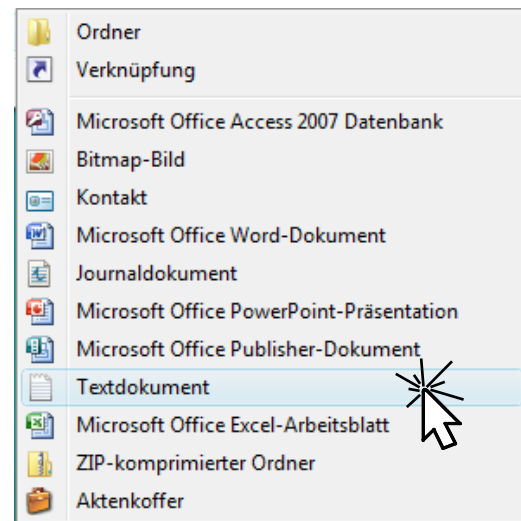 Ordner
Verknüpfung
Microsoft Office Access 2007 Datenbank
Bitmap-Bild
Kontakt
Microsoft Office Word-Dokument
Journaldokument
Microsoft Office PowerPoint-Präsentation
Microsoft Office Publisher-Dokument
Textdokument
Microsoft Office Excel-Arbeitsblatt
ZIP-komprimierter Ordner
Aktenkoffer